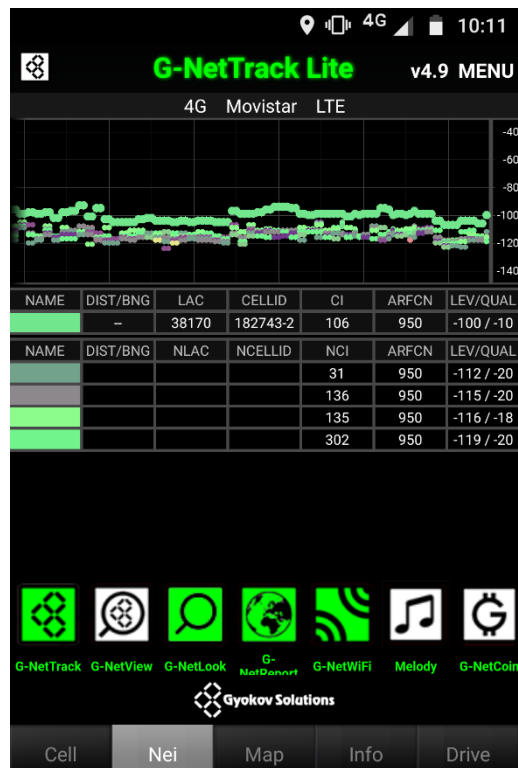 4G 10:11
G-NetTrack Lite v4.9 MENU
4G Movistar LTE
-40
-60
-80
-100
-120
-140
NAME DIST/BNG LAC CELLID CI ARFCN LEV/QUAL
-- 38170 182743-2 106 950 -100 / -10
NAME DIST/BNG NLAC NCELLID NCI ARFCN LEV/QUAL
31 950 -112 / -20
136 950 -115 / -20
135 950 -116 / -18
302 950 -119 / -20
G-NetTrack G-NetView G-NetLook G-NetReport G-NetWiFi Melody G-NetCoin
Gyokov Solutions
Cell Nei Map Info Drive